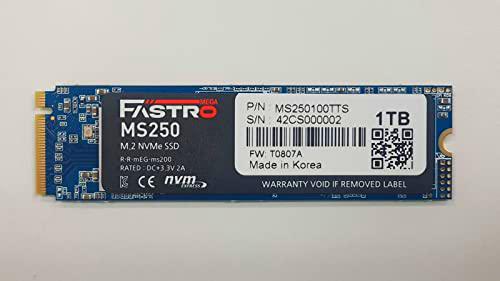 MEGA
FASTRO
MS250
M.2 NVMe SSD
R-R-mEG-ms200
RATED : DC+3.3V 2A
CE nvm
EXPRESS
P/N : MS250100TTS
S/N : 42CS000002
1TB
FW T0807A
Made in Korea
WARRANTY VOID IF REMOVED LABEL